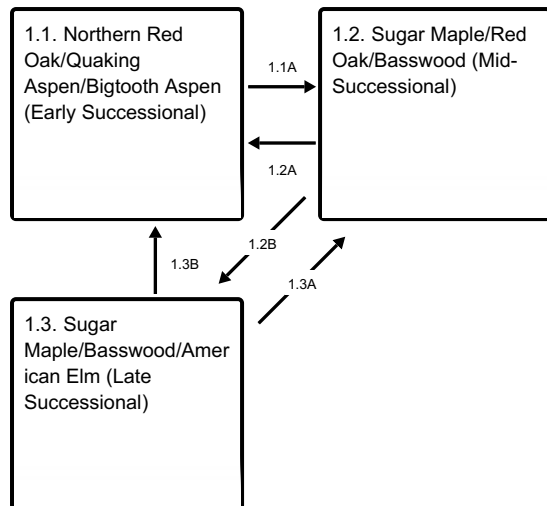 1.1. Northern Red
Oak/Quaking
Aspen/Bigtooth Aspen
(Early Successional)
1.1A
1.2. Sugar Maple/Red
Oak/Basswood (Mid-
Successional)
1.2A
1.2B
1.3B
1.3A
1.3. Sugar
Maple/Basswood/Amer
ican Elm (Late
Successional)